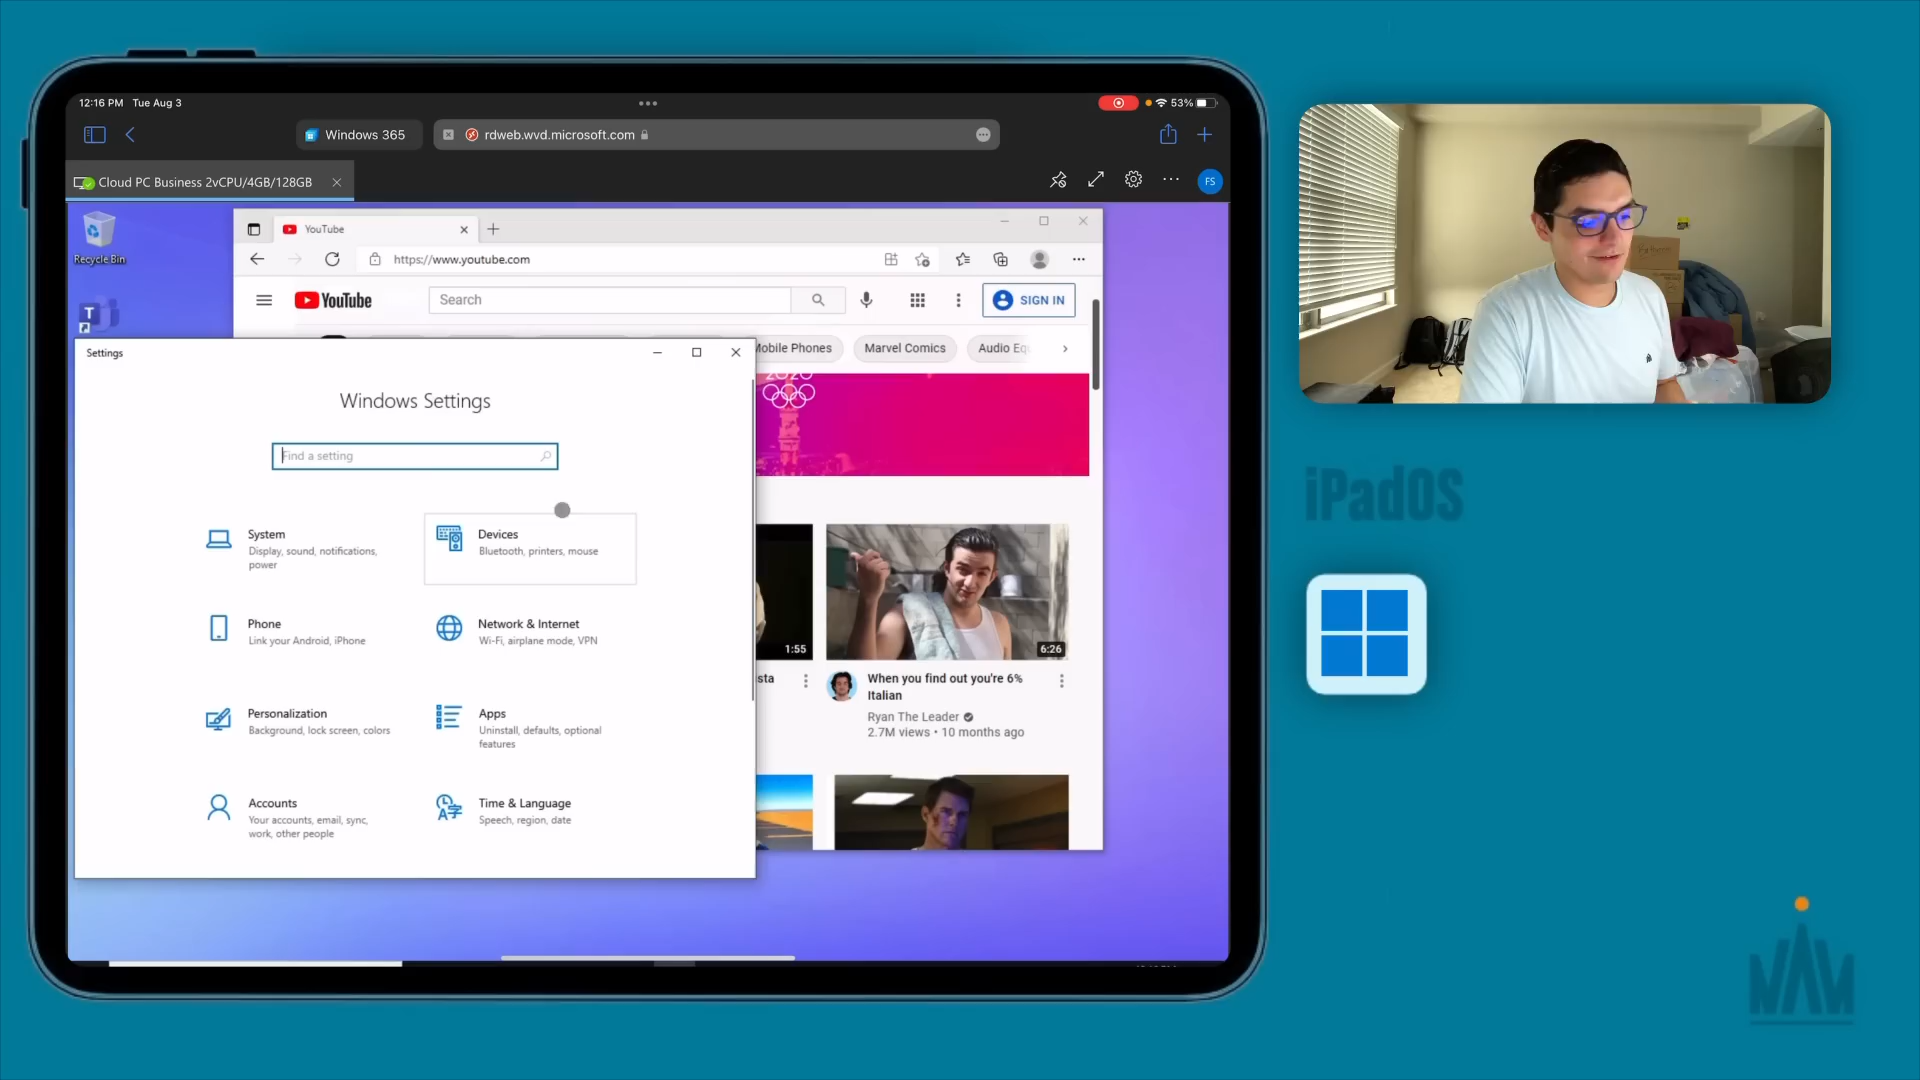 12:16 PM Tue Aug 3
53%
Windows 365
rdweb.wvd.microsoft.com
Cloud PC Business 2vCPU/4GB/128GB
FS
Recycle Bin
T
YouTube
https://www.youtube.com
YouTube
Search
SIGN IN
Mobile Phones
Marvel Comics
Audio Eq
Settings
Windows Settings
Find a setting
System
Display, sound, notifications,
power
Devices
Bluetooth, printers, mouse
Phone
Link your Android, iPhone
Network & Internet
Wi-Fi, airplane mode, VPN
Personalization
Background, lock screen, colors
Apps
Uninstall, defaults, optional
features
Accounts
Your accounts, email, sync,
work, other people
Time & Language
Speech, region, date
1:55
6:26
When you find out you're 6%
Italian
Ryan The Leader
2.7M views • 10 months ago
iPadOS